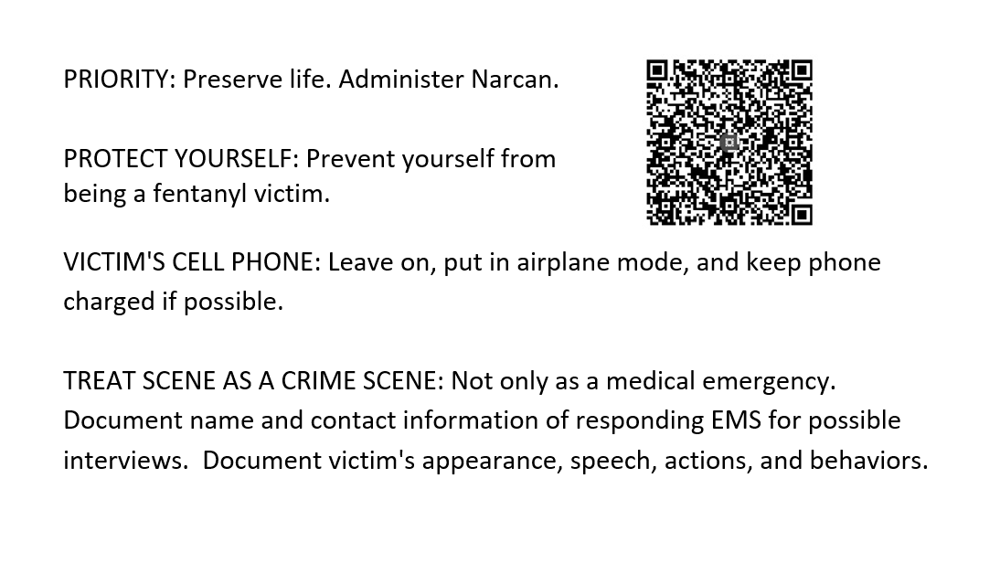 PRIORITY: Preserve life. Administer Narcan.
PROTECT YOURSELF: Prevent yourself from
being a fentanyl victim.
VICTIM'S CELL PHONE: Leave on, put in airplane mode, and keep phone
charged if possible.
TREAT SCENE AS A CRIME SCENE: Not only as a medical emergency.
Document name and contact information of responding EMS for possible
interviews.  Document victim's appearance, speech, actions, and behaviors.